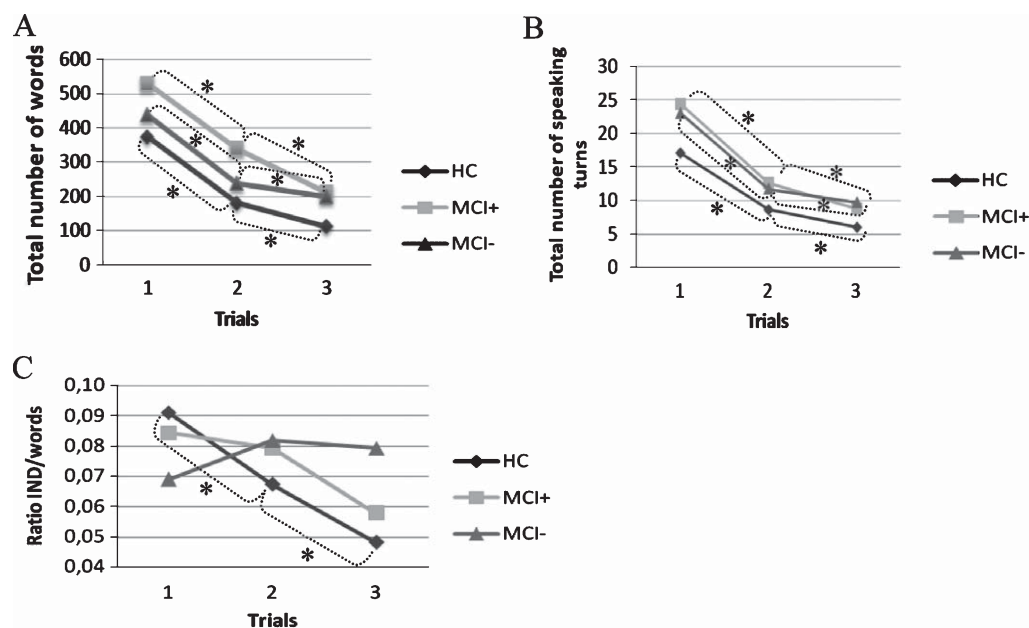 A
Total number of words
600
500
400
300
200
100
0
*
*
*
*
*
*
1 2 3
Trials
HC
MCI+
MCI-
B
Total number of speaking
turns
30
25
20
15
10
5
0
*
*
*
*
*
*
1 2 3
Trials
HC
MCI+
MCI-
C
Ratio IND/words
0,10
0,09
0,08
0,07
0,06
0,05
0,04
*
*
1 2 3
Trials
HC
MCI+
MCI-